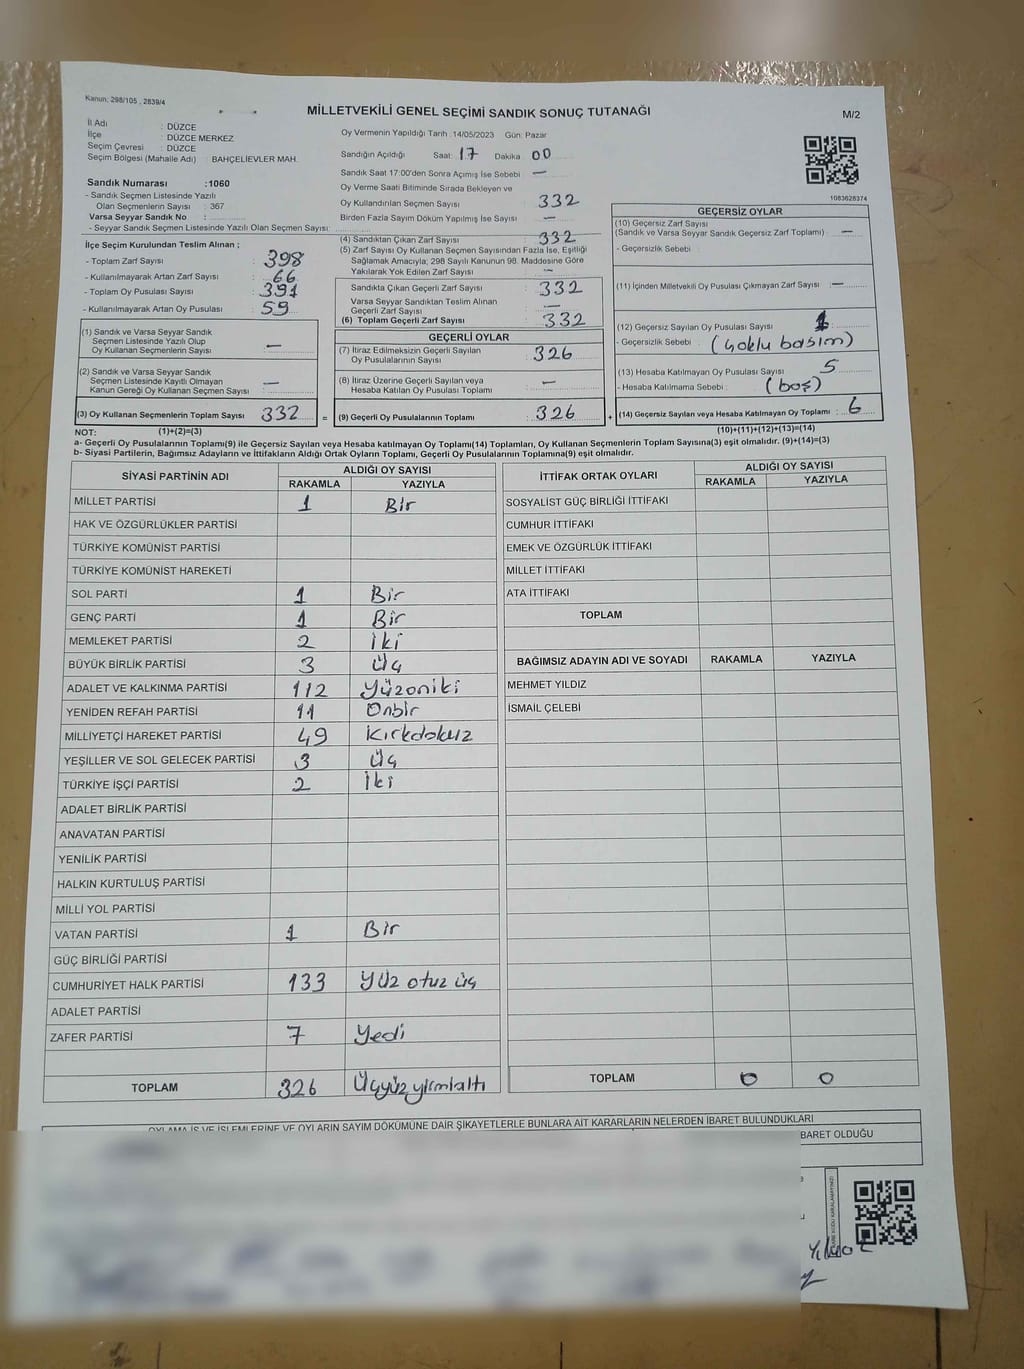 Kanun; 298/105 , 2839/4
MİLLETVEKİLİ GENEL SEÇİMİ SANDIK SONUÇ TUTANAĞI
M/2
İl Adı : DÜZCE
İlçe : DÜZCE MERKEZ
Seçim Çevresi : DÜZCE
Seçim Bölgesi (Mahalle Adı) : BAHÇELİEVLER MAH.
Sandık Numarası :1060
- Sandık Seçmen Listesinde Yazılı
Olan Seçmenlerin Sayısı : 367
Varsa Seyyar Sandık No :
- Seyyar Sandık Seçmen Listesinde Yazılı Olan Seçmen Sayısı:
Oy Vermenin Yapıldığı Tarih :14/05/2023 Gün: Pazar
Sandığın Açıldığı Saat: 17 Dakika 00
Sandık Saat 17:00'den Sonra Açılmış İse Sebebi —
Oy Verme Saati Bitiminde Sırada Bekleyen ve
Oy Kullandırılan Seçmen Sayısı 332
Birden Fazla Sayım Döküm Yapılmış İse Sayısı —
1083628374
İlçe Seçim Kurulundan Teslim Alınan ;
- Toplam Zarf Sayısı : 398
- Kullanılmayarak Artan Zarf Sayısı : 66
- Toplam Oy Pusulası Sayısı : 391
- Kullanılmayarak Artan Oy Pusulası : 59
(1) Sandık ve Varsa Seyyar Sandık
Seçmen Listesinde Yazılı Olup
Oy Kullanan Seçmenlerin Sayısı : —
(2) Sandık ve Varsa Seyyar Sandık
Seçmen Listesinde Kayıtlı Olmayan
Kanun Gereği Oy Kullanan Seçmen Sayısı : —
(3) Oy Kullanan Seçmenlerin Toplam Sayısı 332 =
(4) Sandıktan Çıkan Zarf Sayısı : 332
(5) Zarf Sayısı Oy Kullanan Seçmen Sayısından Fazla İse, Eşitliği
Sağlamak Amacıyla; 298 Sayılı Kanunun 98. Maddesine Göre
Yakılarak Yok Edilen Zarf Sayısı : —
Sandıkta Çıkan Geçerli Zarf Sayısı : 332
Varsa Seyyar Sandıktan Teslim Alınan
Geçerli Zarf Sayısı : —
(6) Toplam Geçerli Zarf Sayısı : 332
GEÇERLİ OYLAR
(7) İtiraz Edilmeksizin Geçerli Sayılan
Oy Pusulalarının Sayısı : 326
(8) İtiraz Üzerine Geçerli Sayılan veya
Hesaba Katılan Oy Pusulası Toplamı : —
(9) Geçerli Oy Pusulalarının Toplamı : 326 +
GEÇERSİZ OYLAR
(10) Geçersiz Zarf Sayısı
(Sandık ve Varsa Seyyar Sandık Geçersiz Zarf Toplamı) : —
- Geçersizlik Sebebi :
(11) İçinden Milletvekili Oy Pusulası Çıkmayan Zarf Sayısı : —
(12) Geçersiz Sayılan Oy Pusulası Sayısı : 1
- Geçersizlik Sebebi : (çoklu basım)
(13) Hesaba Katılmayan Oy Pusulası Sayısı : 5
- Hesaba Katılmama Sebebi : (boş)
(14) Geçersiz Sayılan veya Hesaba Katılmayan Oy Toplamı : 6
NOT: (1)+(2)=(3) (10)+(11)+(12)+(13)=(14)
a- Geçerli Oy Pusulalarının Toplamı(9) ile Geçersiz Sayılan veya Hesaba katılmayan Oy Toplamı(14) Toplamları, Oy Kullanan Seçmenlerin Toplam Sayısına(3) eşit olmalıdır. (9)+(14)=(3)
b- Siyasi Partilerin, Bağımsız Adayların ve İttifakların Aldığı Ortak Oyların Toplamı, Geçerli Oy Pusulalarının Toplamına(9) eşit olmalıdır.
SİYASİ PARTİNİN ADI
ALDIĞI OY SAYISI
RAKAMLA YAZIYLA
MİLLET PARTİSİ 1 Bir
HAK VE ÖZGÜRLÜKLER PARTİSİ
TÜRKİYE KOMÜNİST PARTİSİ
TÜRKİYE KOMÜNİST HAREKETİ
SOL PARTİ 1 Bir
GENÇ PARTİ 1 Bir
MEMLEKET PARTİSİ 2 İki
BÜYÜK BİRLİK PARTİSİ 3 Üç
ADALET VE KALKINMA PARTİSİ 112 Yüzoniki
YENİDEN REFAH PARTİSİ 11 Onbir
MİLLİYETÇİ HAREKET PARTİSİ 49 Kırkdokuz
YEŞİLLER VE SOL GELECEK PARTİSİ 3 Üç
TÜRKİYE İŞÇİ PARTİSİ 2 İki
ADALET BİRLİK PARTİSİ
ANAVATAN PARTİSİ
YENİLİK PARTİSİ
HALKIN KURTULUŞ PARTİSİ
MİLLİ YOL PARTİSİ
VATAN PARTİSİ 1 Bir
GÜÇ BİRLİĞİ PARTİSİ
CUMHURİYET HALK PARTİSİ 133 Yüz otuz üç
ADALET PARTİSİ
ZAFER PARTİSİ 7 Yedi
TOPLAM 326 Üçyüzyirmialtı
İTTİFAK ORTAK OYLARI
ALDIĞI OY SAYISI
RAKAMLA YAZIYLA
SOSYALİST GÜÇ BİRLİĞİ İTTİFAKI
CUMHUR İTTİFAKI
EMEK VE ÖZGÜRLÜK İTTİFAKI
MİLLET İTTİFAKI
ATA İTTİFAKI
TOPLAM
BAĞIMSIZ ADAYIN ADI VE SOYADI RAKAMLA YAZIYLA
MEHMET YILDIZ
İSMAİL ÇELEBİ
TOPLAM 0 0
OYLAMA İŞ VE İŞLEMLERİNE VE OYLARIN SAYIM DÖKÜMÜNE DAİR ŞİKAYETLERLE BUNLARA AİT KARARLARIN NELERDEN İBARET BULUNDUKLARI
BARET OLDUĞU